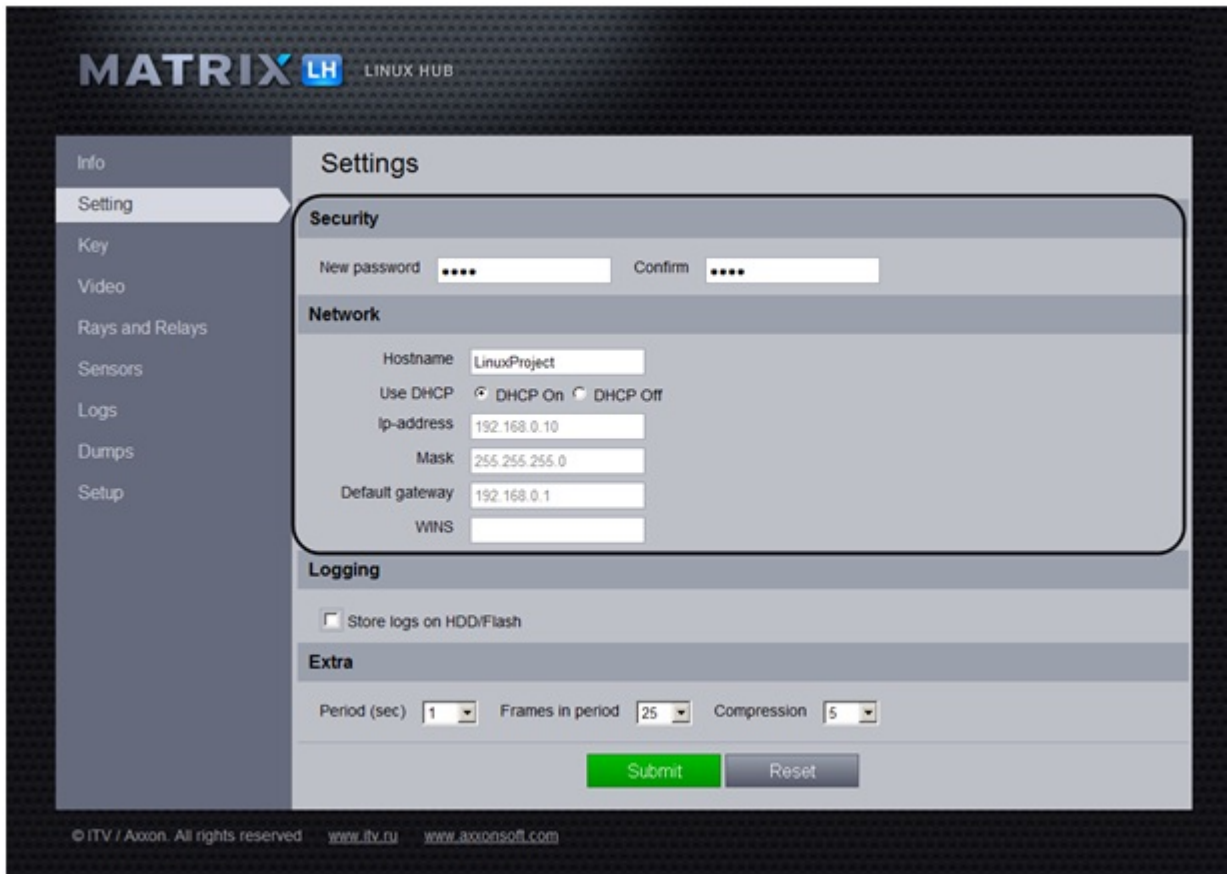 MATRIX LH LINUX HUB
Info
Setting
Key
Video
Rays and Relays
Sensors
Logs
Dumps
Setup
Settings
Security
New password •••• Confirm ••••
Network
Hostname LinuxProject
Use DHCP DHCP On DHCP Off
Ip-address 192.168.0.10
Mask 255.255.255.0
Default gateway 192.168.0.1
WINS
Logging
Store logs on HDD/Flash
Extra
Period (sec) 1 Frames in period 25 Compression 5
Submit Reset
© ITV / Axxon. All rights reserved www.itv.ru www.axxonsoft.com